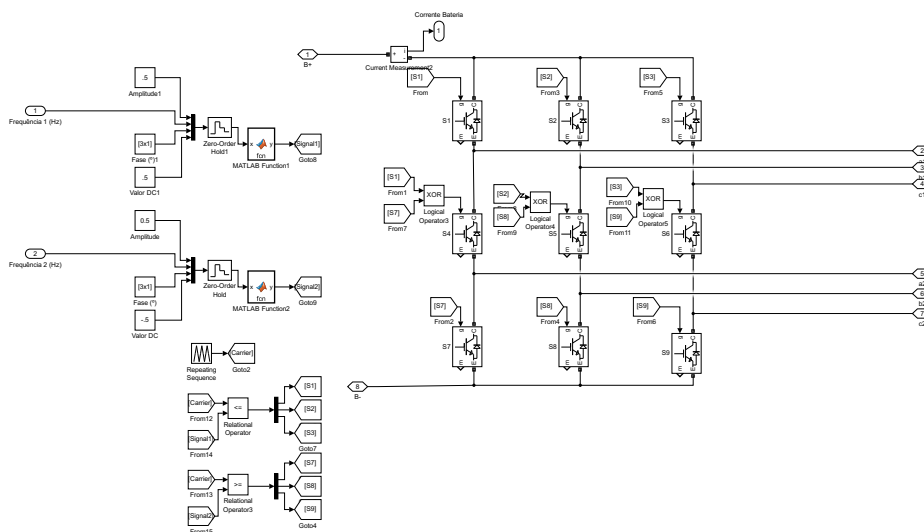 Corrente Bateria
1
1
B+
i
+
-
Current Measurement2
[S1]
From
[S2]
From3
[S3]
From5
.5
Amplitude1
1
Frequência 1 (Hz)
[3x1]
Fase (º)1
.5
Valor DC1
Zero-Order
Hold1
x
y
fcn
MATLAB Function1
[Signal1]
Goto8
g
C
E
S1
g
C
E
S2
g
C
E
S3
2
3
4
c1
[S1]
From1
[S7]
From7
XOR
Logical
Operator3
[S2]
[S8]
From9
XOR
Logical
Operator4
[S3]
From10
[S9]
From11
XOR
Logical
Operator5
g
C
E
S4
g
C
E
S5
g
C
E
S6
0.5
Amplitude
2
Frequência 2 (Hz)
[3x1]
Fase (º)
-.5
Valor DC
Zero-Order
Hold
x
y
fcn
MATLAB Function2
[Signal2]
Goto9
5
a2
6
b2
7
c2
[S7]
From2
[S8]
From4
[S9]
From6
g
C
E
S7
g
C
E
S8
g
C
E
S9
Repeating
Sequence
[Carrier]
Goto2
8
B-
[Carrier]
From12
[Signal1]
From14
<=
Relational
Operator
[S1]
[S2]
[S3]
Goto7
[Carrier]
From13
[Signal2]
From15
>=
Relational
Operator3
[S7]
[S8]
[S9]
Goto4